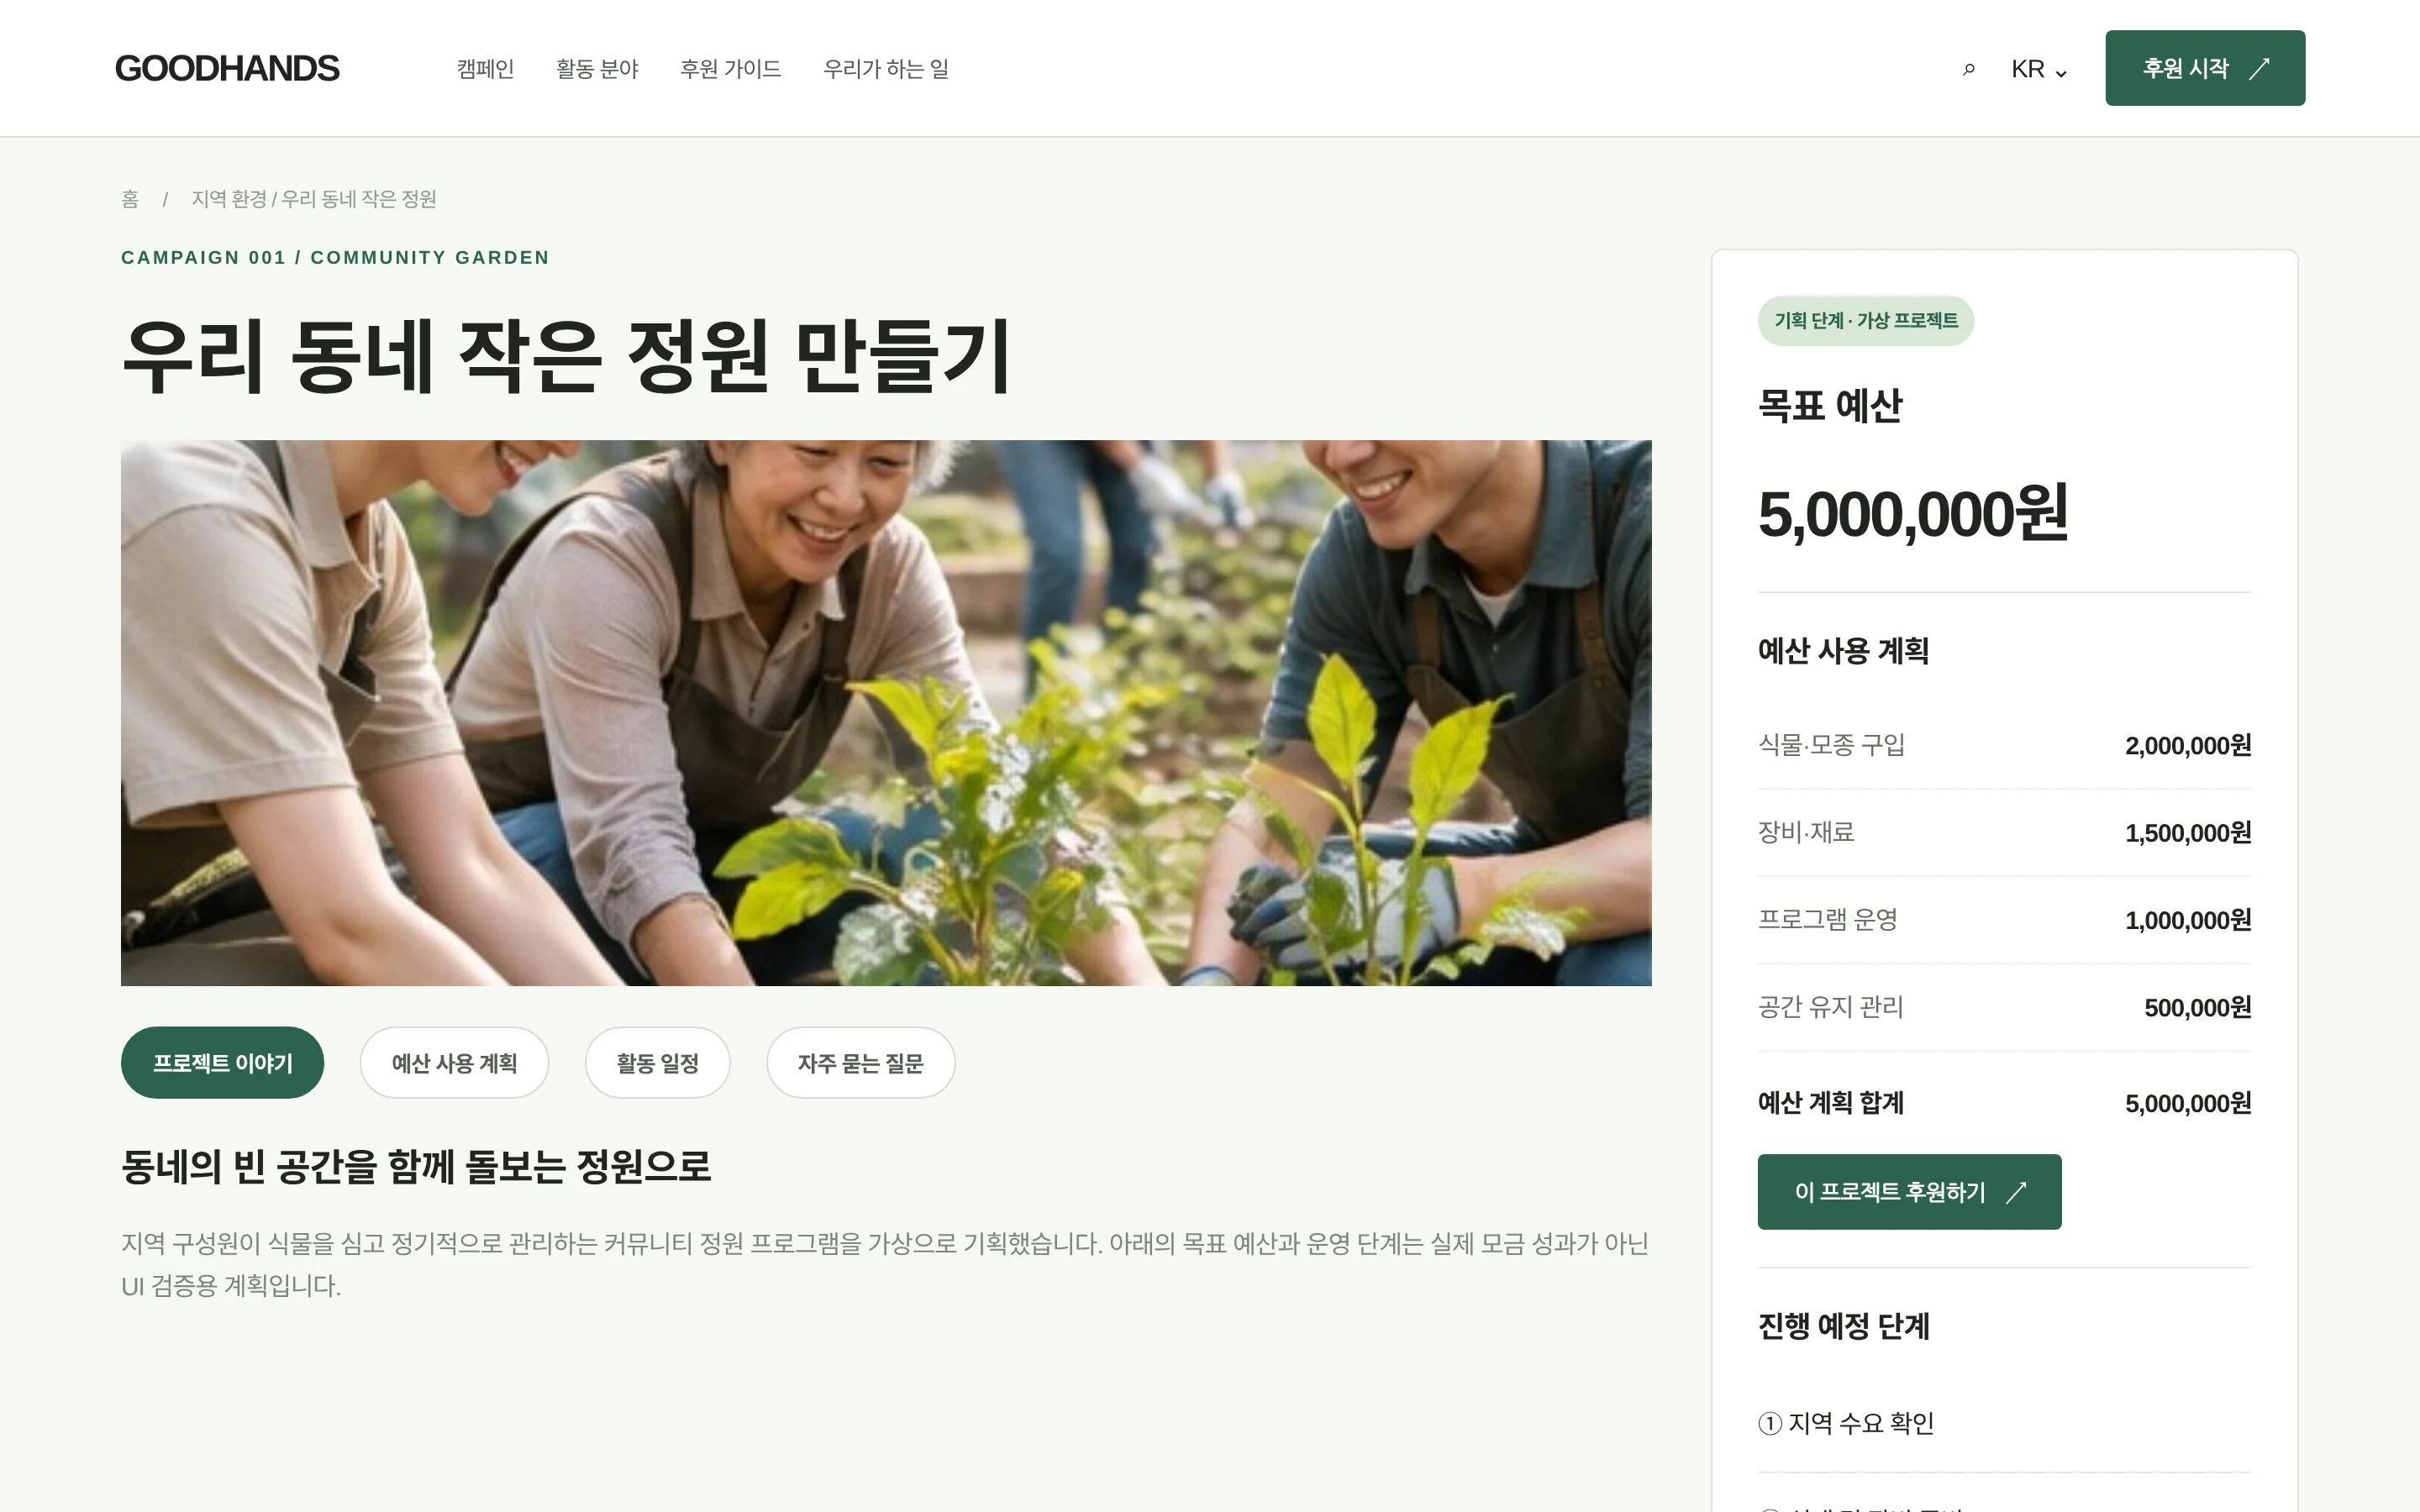 GOODHANDS
캠페인
활동 분야
후원 가이드
우리가 하는 일
KR
후원 시작 ↗
홈 / 지역 환경 / 우리 동네 작은 정원
CAMPAIGN 001 / COMMUNITY GARDEN
우리 동네 작은 정원 만들기
프로젝트 이야기
예산 사용 계획
활동 일정
자주 묻는 질문
동네의 빈 공간을 함께 돌보는 정원으로
지역 구성원이 식물을 심고 정기적으로 관리하는 커뮤니티 정원 프로그램을 가상으로 기획했습니다. 아래의 목표 예산과 운영 단계는 실제 모금 성과가 아닌
UI 검증용 계획입니다.
기획 단계 · 가상 프로젝트
목표 예산
5,000,000원
예산 사용 계획
식물·모종 구입 2,000,000원
장비·재료 1,500,000원
프로그램 운영 1,000,000원
공간 유지 관리 500,000원
예산 계획 합계 5,000,000원
이 프로젝트 후원하기 ↗
진행 예정 단계
① 지역 수요 확인